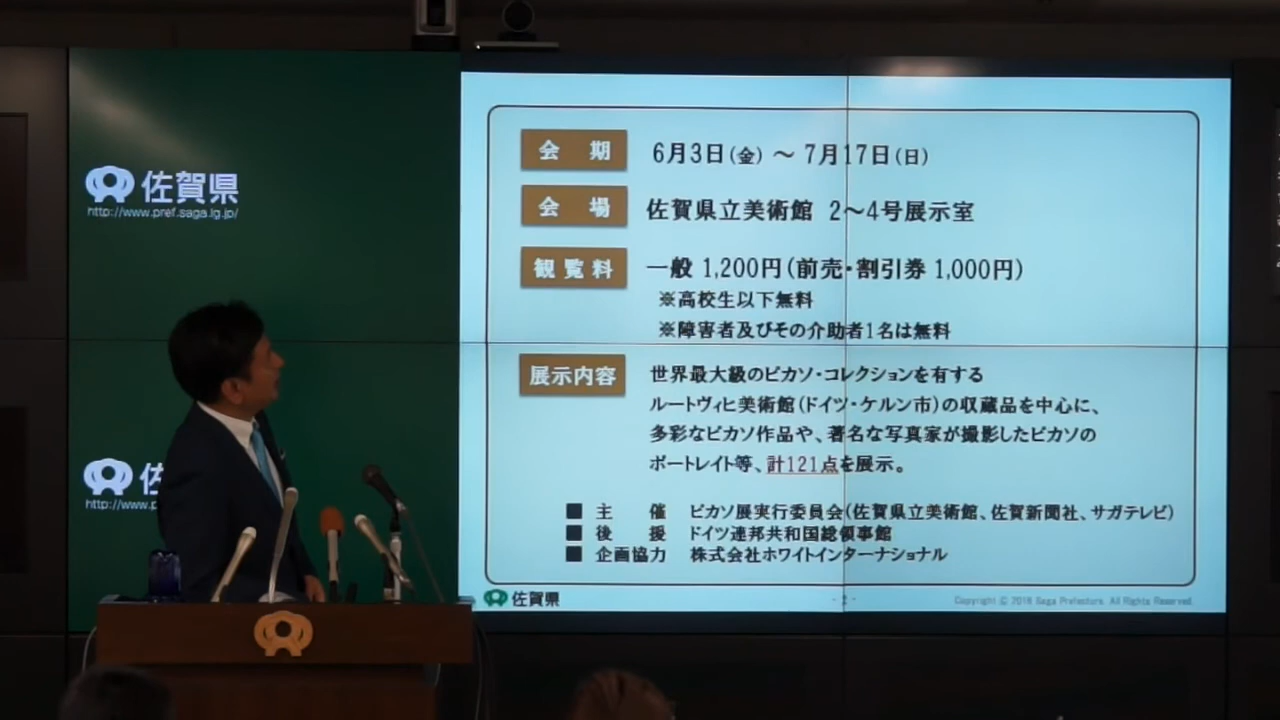 佐賀県
http://www.pref.saga.lg.jp/
佐
http://www.pre
会 期 6月3日(金) ～ 7月17日(日)
会 場 佐賀県立美術館 2～4号展示室
観覧料 一般 1,200円(前売・割引券 1,000円)
※高校生以下無料
※障害者及びその介助者1名は無料
展示内容 世界最大級のピカソ・コレクションを有する
ルートヴィヒ美術館(ドイツ・ケルン市)の収蔵品を中心に、
多彩なピカソ作品や、著名な写真家が撮影したピカソの
ポートレイト等、計121点を展示。
■ 主 催 ピカソ展実行委員会(佐賀県立美術館、佐賀新聞社、サガテレビ)
■ 後 援 ドイツ連邦共和国総領事館
■ 企画協力 株式会社ホワイトインターナショナル
佐賀県
Copyright © 2016 Saga Prefecture. All Rights Reserved.